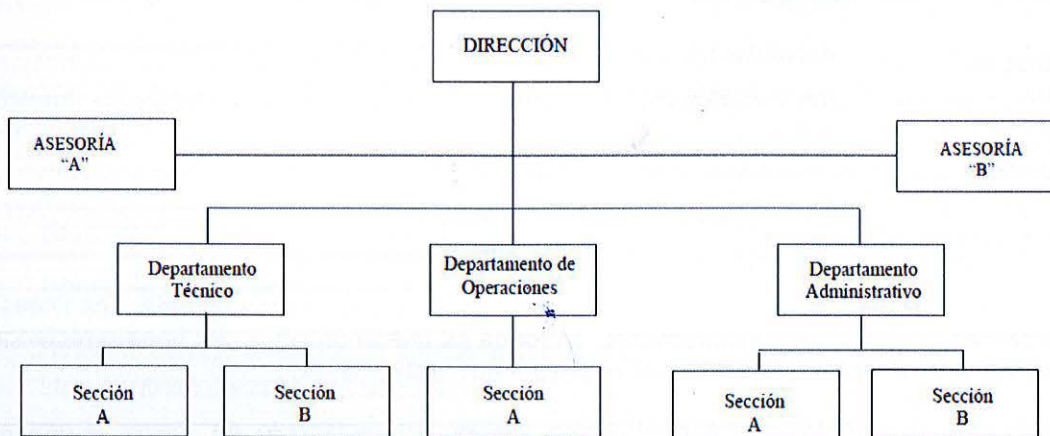 DIRECCIÓN
ASESORÍA
"A"
ASESORÍA
"B"
Departamento
Técnico
Departamento de
Operaciones
Departamento
Administrativo
Sección
A
Sección
B
Sección
A
Sección
A
Sección
B